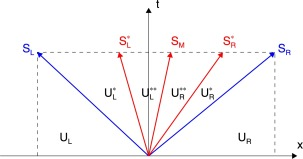 t
S_L S_L^* S_M S_R^* S_R
U_L^* U_L^** U_R^** U_R^*
U_L U_R
x